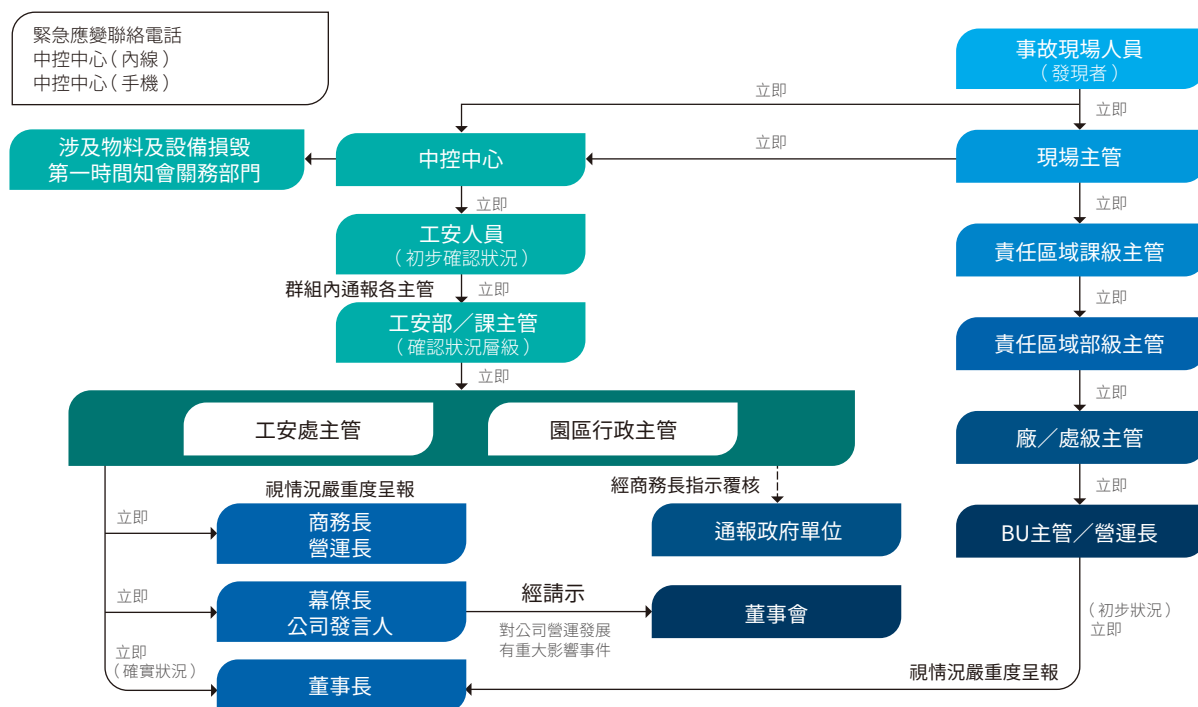 緊急應變聯絡電話
中控中心(內線)
中控中心(手機)
事故現場人員
(發現者)
立即
立即
涉及物料及設備損毀
第一時間知會關務部門
中控中心
立即
現場主管
立即
立即
工安人員
(初步確認狀況)
責任區域課級主管
群組內通報各主管
立即
立即
工安部／課主管
(確認狀況層級)
責任區域部級主管
立即
立即
工安處主管
園區行政主管
廠／處級主管
視情況嚴重度呈報
經商務長指示覆核
立即
立即
商務長
營運長
通報政府單位
BU主管／營運長
立即
幕僚長
公司發言人
經請示
對公司營運發展
有重大影響事件
董事會
(初步狀況)
立即
立即
(確實狀況)
董事長
視情況嚴重度呈報